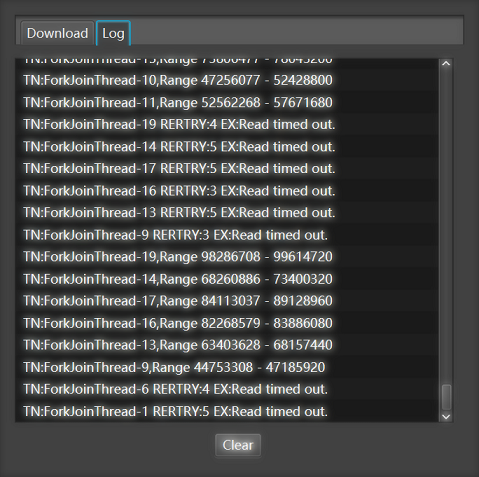 Download Log
TN:ForkJoinThread-15,Range 73800477 - 78643200
TN:ForkJoinThread-10,Range 47256077 - 52428800
TN:ForkJoinThread-11,Range 52562268 - 57671680
TN:ForkJoinThread-19 RERTRY:4 EX:Read timed out.
TN:ForkJoinThread-14 RERTRY:5 EX:Read timed out.
TN:ForkJoinThread-17 RERTRY:5 EX:Read timed out.
TN:ForkJoinThread-16 RERTRY:3 EX:Read timed out.
TN:ForkJoinThread-13 RERTRY:5 EX:Read timed out.
TN:ForkJoinThread-9 RERTRY:3 EX:Read timed out.
TN:ForkJoinThread-19,Range 98286708 - 99614720
TN:ForkJoinThread-14,Range 68260886 - 73400320
TN:ForkJoinThread-17,Range 84113037 - 89128960
TN:ForkJoinThread-16,Range 82268579 - 83886080
TN:ForkJoinThread-13,Range 63403628 - 68157440
TN:ForkJoinThread-9,Range 44753308 - 47185920
TN:ForkJoinThread-6 RERTRY:4 EX:Read timed out.
TN:ForkJoinThread-1 RERTRY:5 EX:Read timed out.
Clear